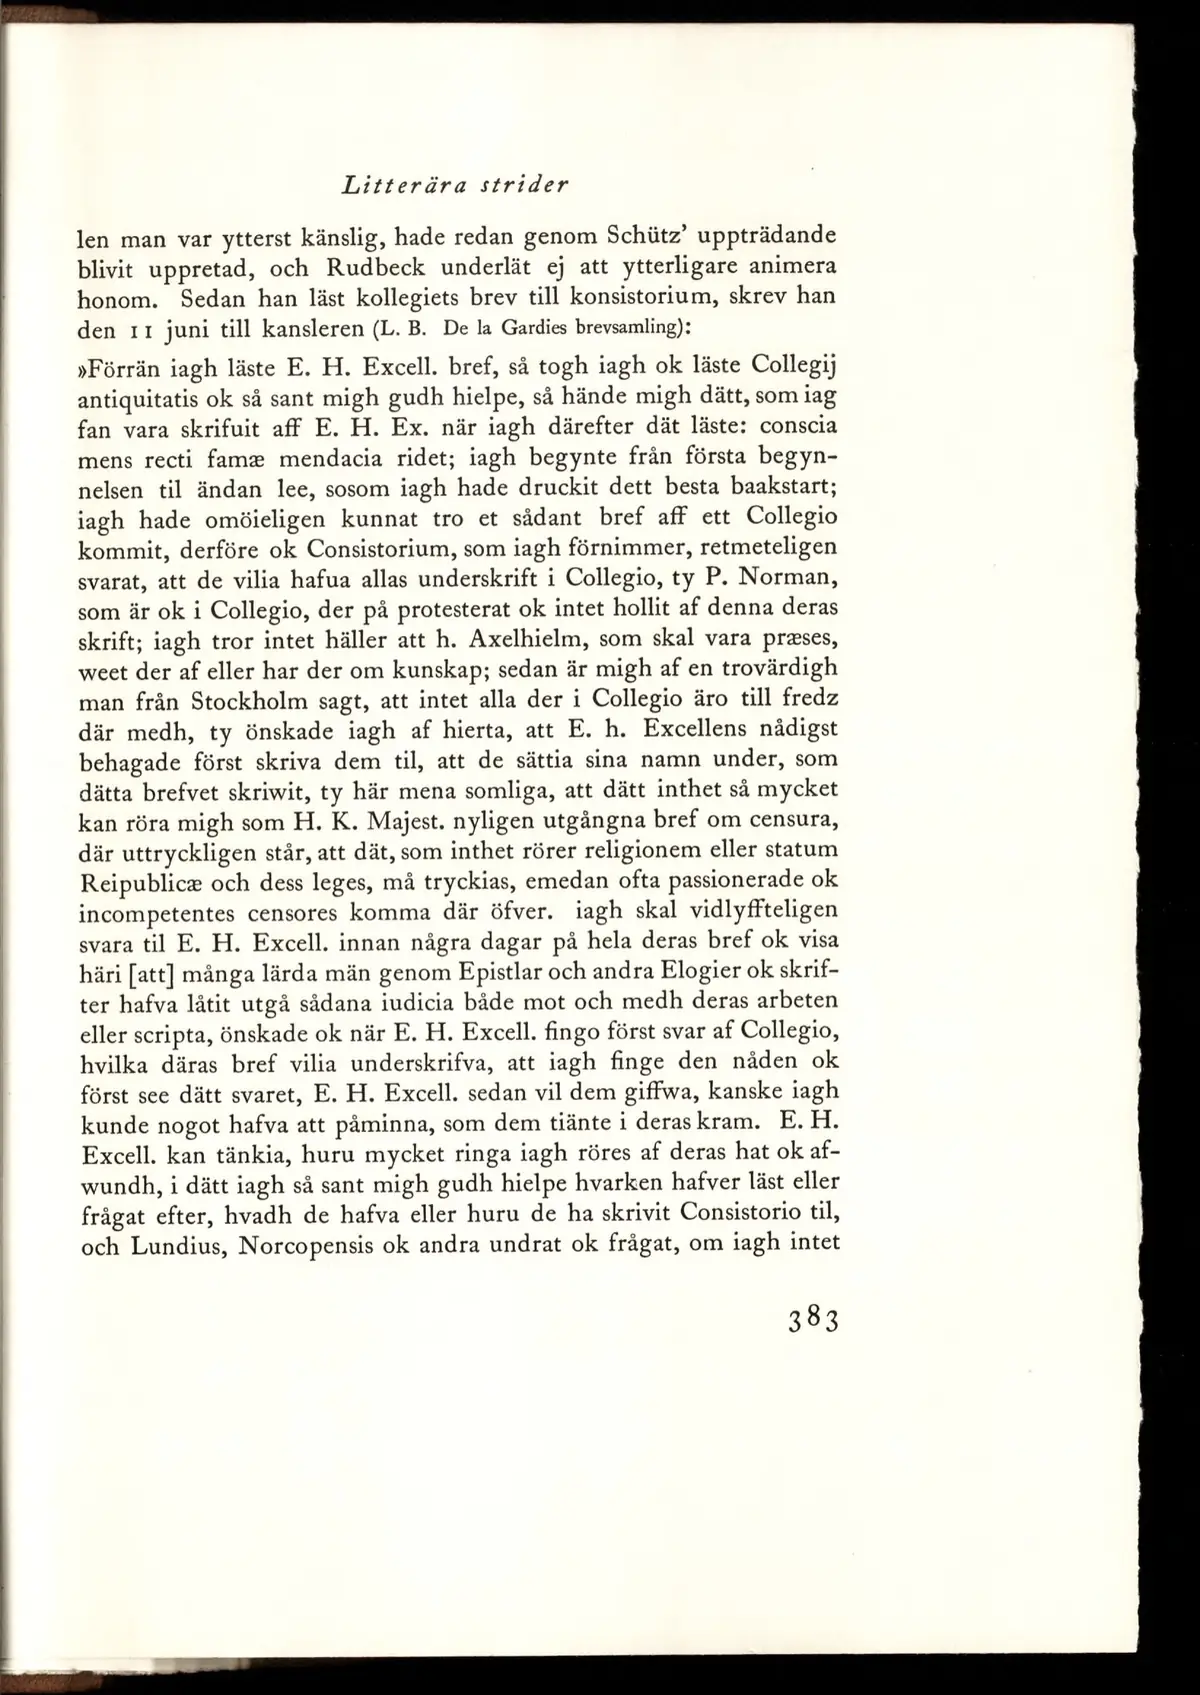 Litterära strider
len man var ytterst känslig, hade redan genom Schütz’ uppträdande
blivit uppretad, och Rudbeck underlät ej att ytterligare animera
honom. Sedan han läst kollegiets brev till konsistorium, skrev han
den 11 juni till kansleren (L. B. De la Gardies brevsamling):
»Förrän iagh läste E. H. Excell. bref, så togh iagh ok läste Collegij
antiquitatis ok så sant migh gudh hielpe, så hände migh dätt, som iag
fan vara skrifuit aff E. H. Ex. när iagh därefter dät läste: conscia
mens recti famæ mendacia ridet; iagh begynte från första begyn-
nelsen til ändan lee, sosom iagh hade druckit dett besta baakstart;
iagh hade omöieligen kunnat tro et sådant bref aff ett Collegio
kommit, derföre ok Consistorium, som iagh förnimmer, retmeteligen
svarat, att de vilia hafua allas underskrift i Collegio, ty P. Norman,
som är ok i Collegio, der på protesterat ok intet hollit af denna deras
skrift; iagh tror intet häller att h. Axelhielm, som skal vara præses,
weet der af eller har der om kunskap; sedan är migh af en trovärdigh
man från Stockholm sagt, att intet alla der i Collegio äro till fredz
där medh, ty önskade iagh af hierta, att E. h. Excellens nådigst
behagade först skriva dem til, att de sättia sina namn under, som
dätta brefvet skriwit, ty här mena somliga, att dätt inthet så mycket
kan röra migh som H. K. Majest. nyligen utgångna bref om censura,
där uttryckligen står, att dät, som inthet rörer religionem eller statum
Reipublicæ och dess leges, må tryckias, emedan ofta passionerade ok
incompetentes censores komma där öfver. iagh skal vidlyffteligen
svara til E. H. Excell. innan några dagar på hela deras bref ok visa
häri [att] många lärda män genom Epistlar och andra Elogier ok skrif-
ter hafva låtit utgå sådana iudicia både mot och medh deras arbeten
eller scripta, önskade ok när E. H. Excell. fingo först svar af Collegio,
hvilka däras bref vilia underskrifva, att iagh finge den nåden ok
först see dätt svaret, E. H. Excell. sedan vil dem giffwa, kanske iagh
kunde nogot hafva att påminna, som dem tiänte i deras kram. E. H.
Excell. kan tänkia, huru mycket ringa iagh röres af deras hat ok af-
wundh, i dätt iagh så sant migh gudh hielpe hvarken hafver läst eller
frågat efter, hvadh de hafva eller huru de ha skrivit Consistorio til,
och Lundius, Norcopensis ok andra undrat ok frågat, om iagh intet
383